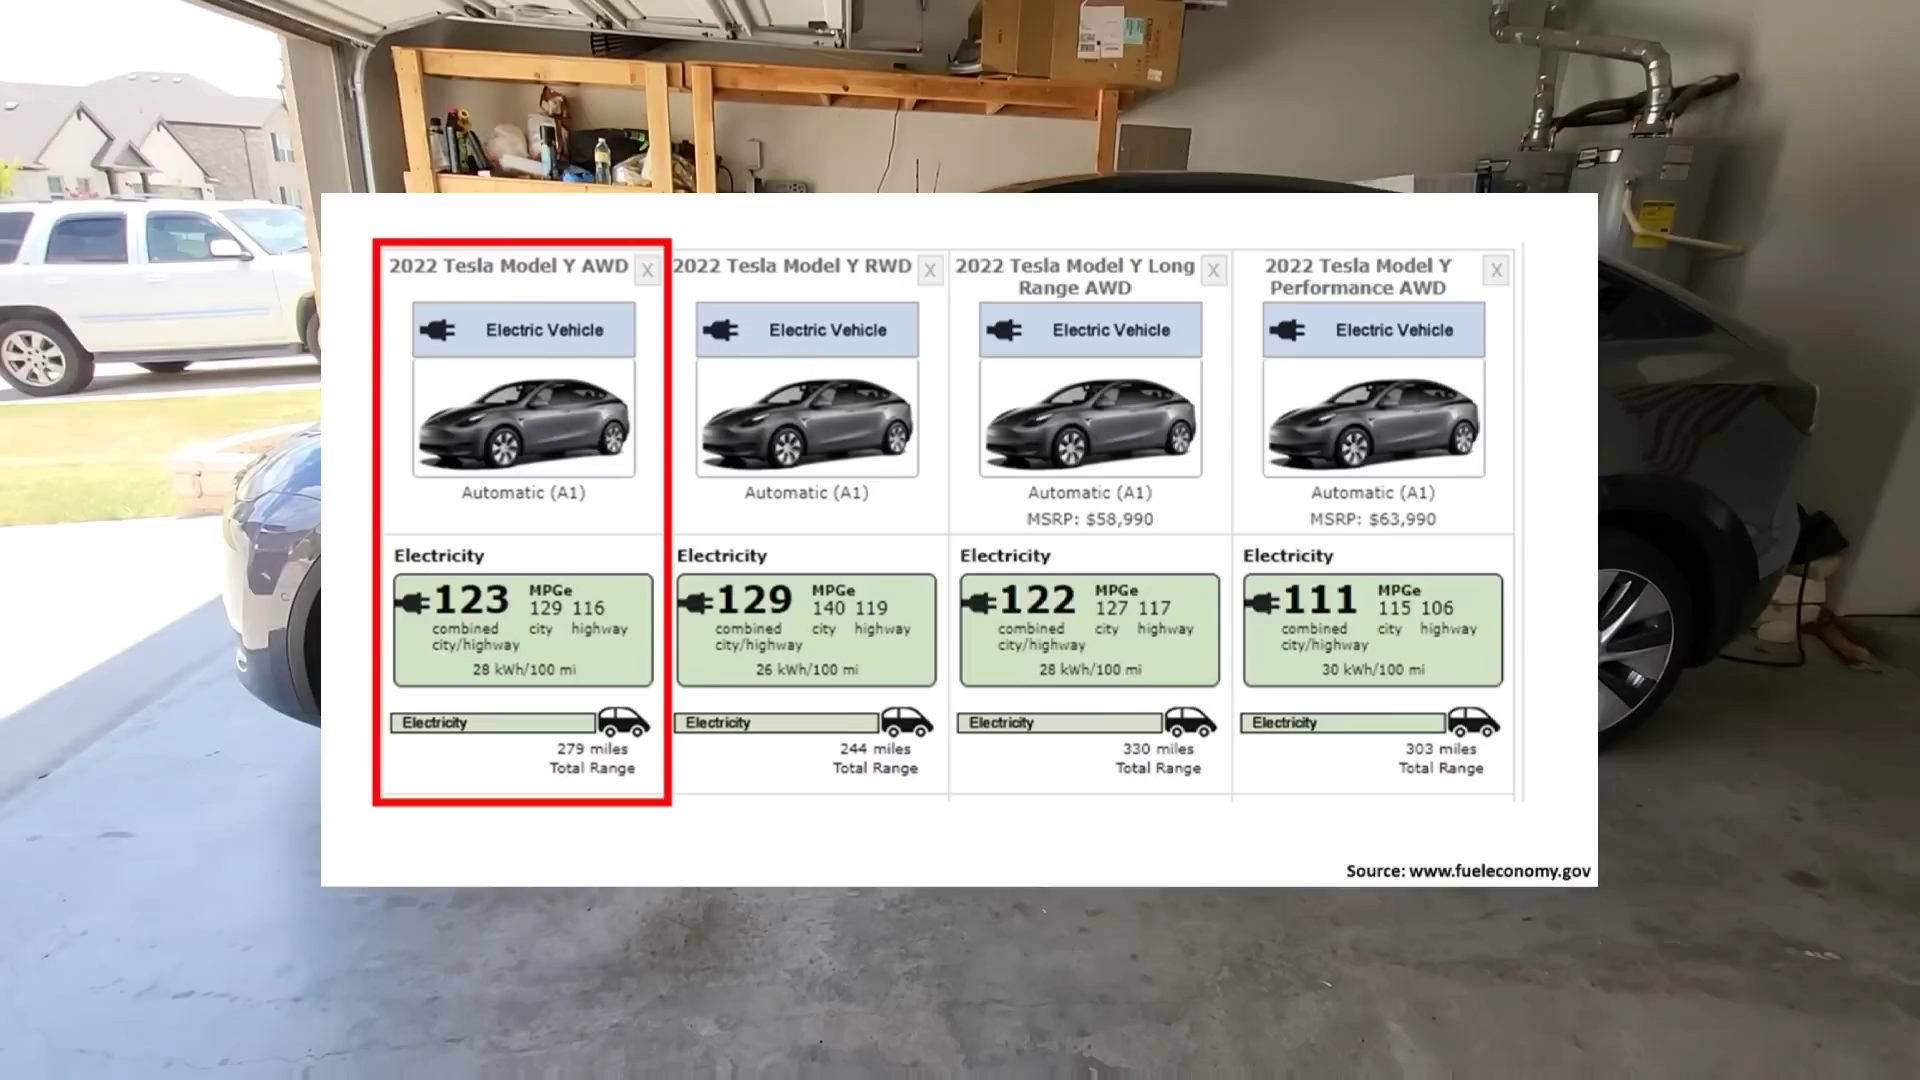 2022 Tesla Model Y AWD
X
Electric Vehicle
Automatic (A1)
Electricity
123
MPGe
129 116
combined
city/highway
city highway
28 kWh/100 mi
Electricity
279 miles
Total Range
2022 Tesla Model Y RWD
X
Electric Vehicle
Automatic (A1)
Electricity
129
MPGe
140 119
combined
city/highway
city highway
26 kWh/100 mi
Electricity
244 miles
Total Range
2022 Tesla Model Y Long
Range AWD
X
Electric Vehicle
Automatic (A1)
MSRP: $58,990
Electricity
122
MPGe
127 117
combined
city/highway
city highway
28 kWh/100 mi
Electricity
330 miles
Total Range
2022 Tesla Model Y
Performance AWD
X
Electric Vehicle
Automatic (A1)
MSRP: $63,990
Electricity
111
MPGe
115 106
combined
city/highway
city highway
30 kWh/100 mi
Electricity
303 miles
Total Range
Source: www.fueleconomy.gov